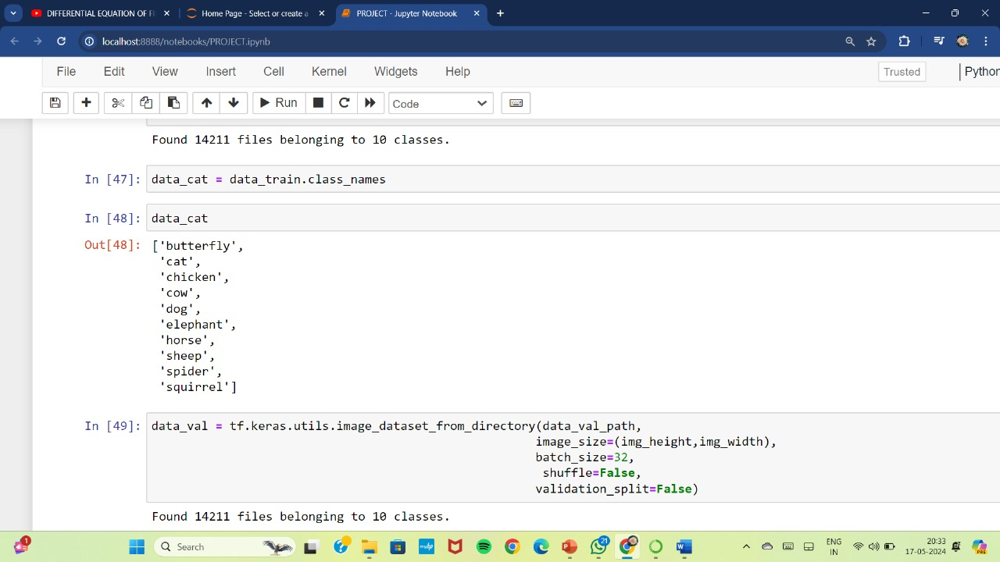 DIFFERENTIAL EQUATION OF FI
Home Page - Select or create a
PROJECT - Jupyter Notebook
localhost:8888/notebooks/PROJECT.ipynb
File Edit View Insert Cell Kernel Widgets Help
Trusted
Python
Run
Code
Found 14211 files belonging to 10 classes.
In [47]: data_cat = data_train.class_names
In [48]: data_cat
Out[48]: ['butterfly',
'cat',
'chicken',
'cow',
'dog',
'elephant',
'horse',
'sheep',
'spider',
'squirrel']
In [49]: data_val = tf.keras.utils.image_dataset_from_directory(data_val_path,
image_size=(img_height,img_width),
batch_size=32,
shuffle=False,
validation_split=False)
Found 14211 files belonging to 10 classes.
1
Search
myhp
21
ENG
IN
20:33
17-05-2024
PRE